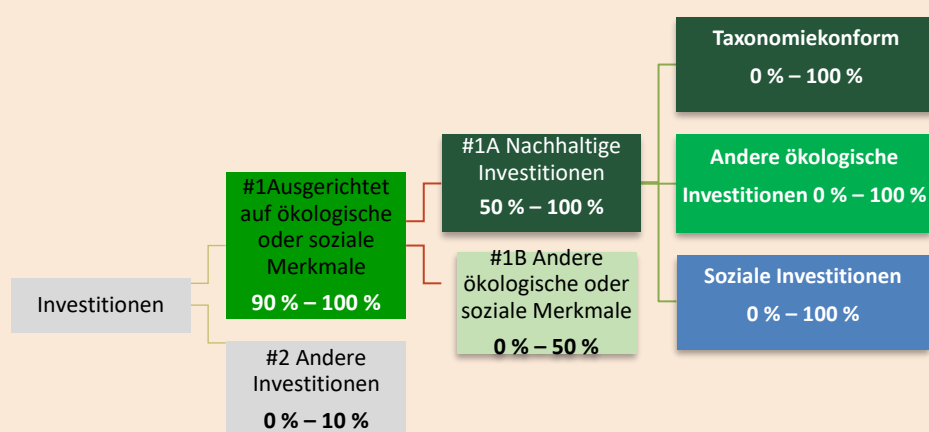 Investitionen
#1Ausgerichtet
auf ökologische
oder soziale
Merkmale
90 % – 100 %
#2 Andere
Investitionen
0 % – 10 %
#1A Nachhaltige
Investitionen
50 % – 100 %
#1B Andere
ökologische oder
soziale Merkmale
0 % – 50 %
Taxonomiekonform
0 % – 100 %
Andere ökologische
Investitionen 0 % – 100 %
Soziale Investitionen
0 % – 100 %